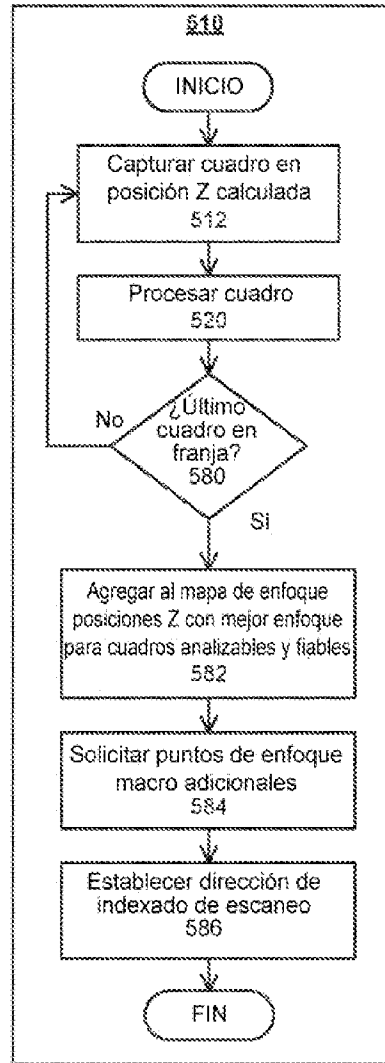 510
INICIO
Capturar cuadro en
posición Z calculada
512
Procesar cuadro
520
¿Último
cuadro en
franja?
580
No
Si
Agregar al mapa de enfoque
posiciones Z con mejor enfoque
para cuadros analizables y fiables
582
Solicitar puntos de enfoque
macro adicionales
584
Establecer dirección de
indexado de escaneo
586
FIN